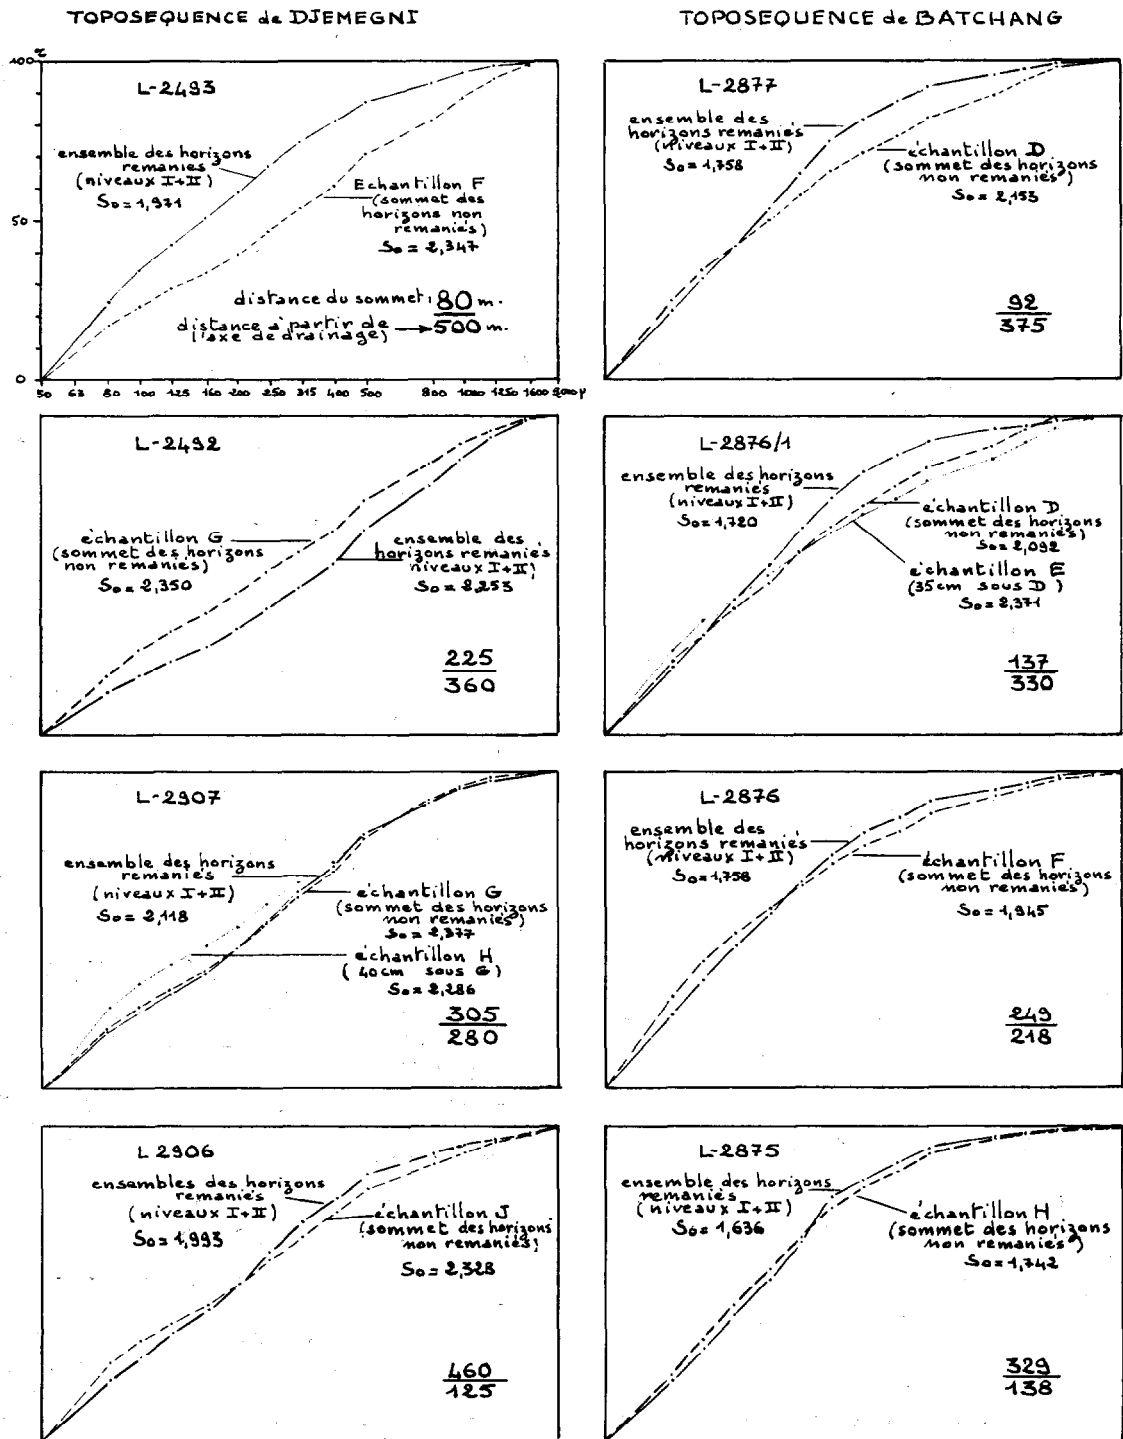 TOPOSEQUENCE de DJEMEGNI
TOPOSEQUENCE de BATCHANG
100%
50
0
L-2493
ensemble des horizons
remaniés
(niveaux I+II)
So=1,971
Echantillon F
(sommet des
horizons non
remaniés)
So = 2,347
distance du sommet: 80 m.
distance à partir de → 500 m.
l'axe de drainage)
50 63 80 100 125 160 200 250 315 400 500 800 1000 1250 1600 2000 µ
L-2877
ensemble des
horizons remaniés
(niveaux I+II)
So=1,758
échantillon D
(sommet des horizons
non remaniés)
So = 2,153
92
375
L-2492
échantillon G
(sommet des horizons
non remaniés)
So = 2,350
ensemble des
horizons remaniés
niveaux I+II)
So = 2,253
225
360
L-2876/1
ensemble des horizons
remaniés
(niveaux I+II)
So=1,720
échantillon D
(sommet des horizons
non remaniés)
So = 2,092
échantillon E
(35cm sous D)
So=2,371
137
330
L-2907
ensemble des horizons
remaniés
(niveaux I+II)
So = 2,118
échantillon G
(sommet des horizons
non remaniés)
So = 2,377
échantillon H
(40cm sous G)
So = 2,286
305
280
L-2876
ensemble des
horizons remaniés
(niveaux I+II)
So=1,758
échantillon F
(sommet des horizons
non remaniés)
So = 1,945
249
218
L 2906
ensembles des horizons
remaniés
(niveaux I+II)
So=1,993
échantillon J
(sommet des horizons
non remaniés)
So = 2,328
460
125
L-2875
ensemble des horizons
remaniés
(niveaux I+II)
So=1,636
échantillon H
(sommet des horizons
non remaniés)
So = 1,742
329
138